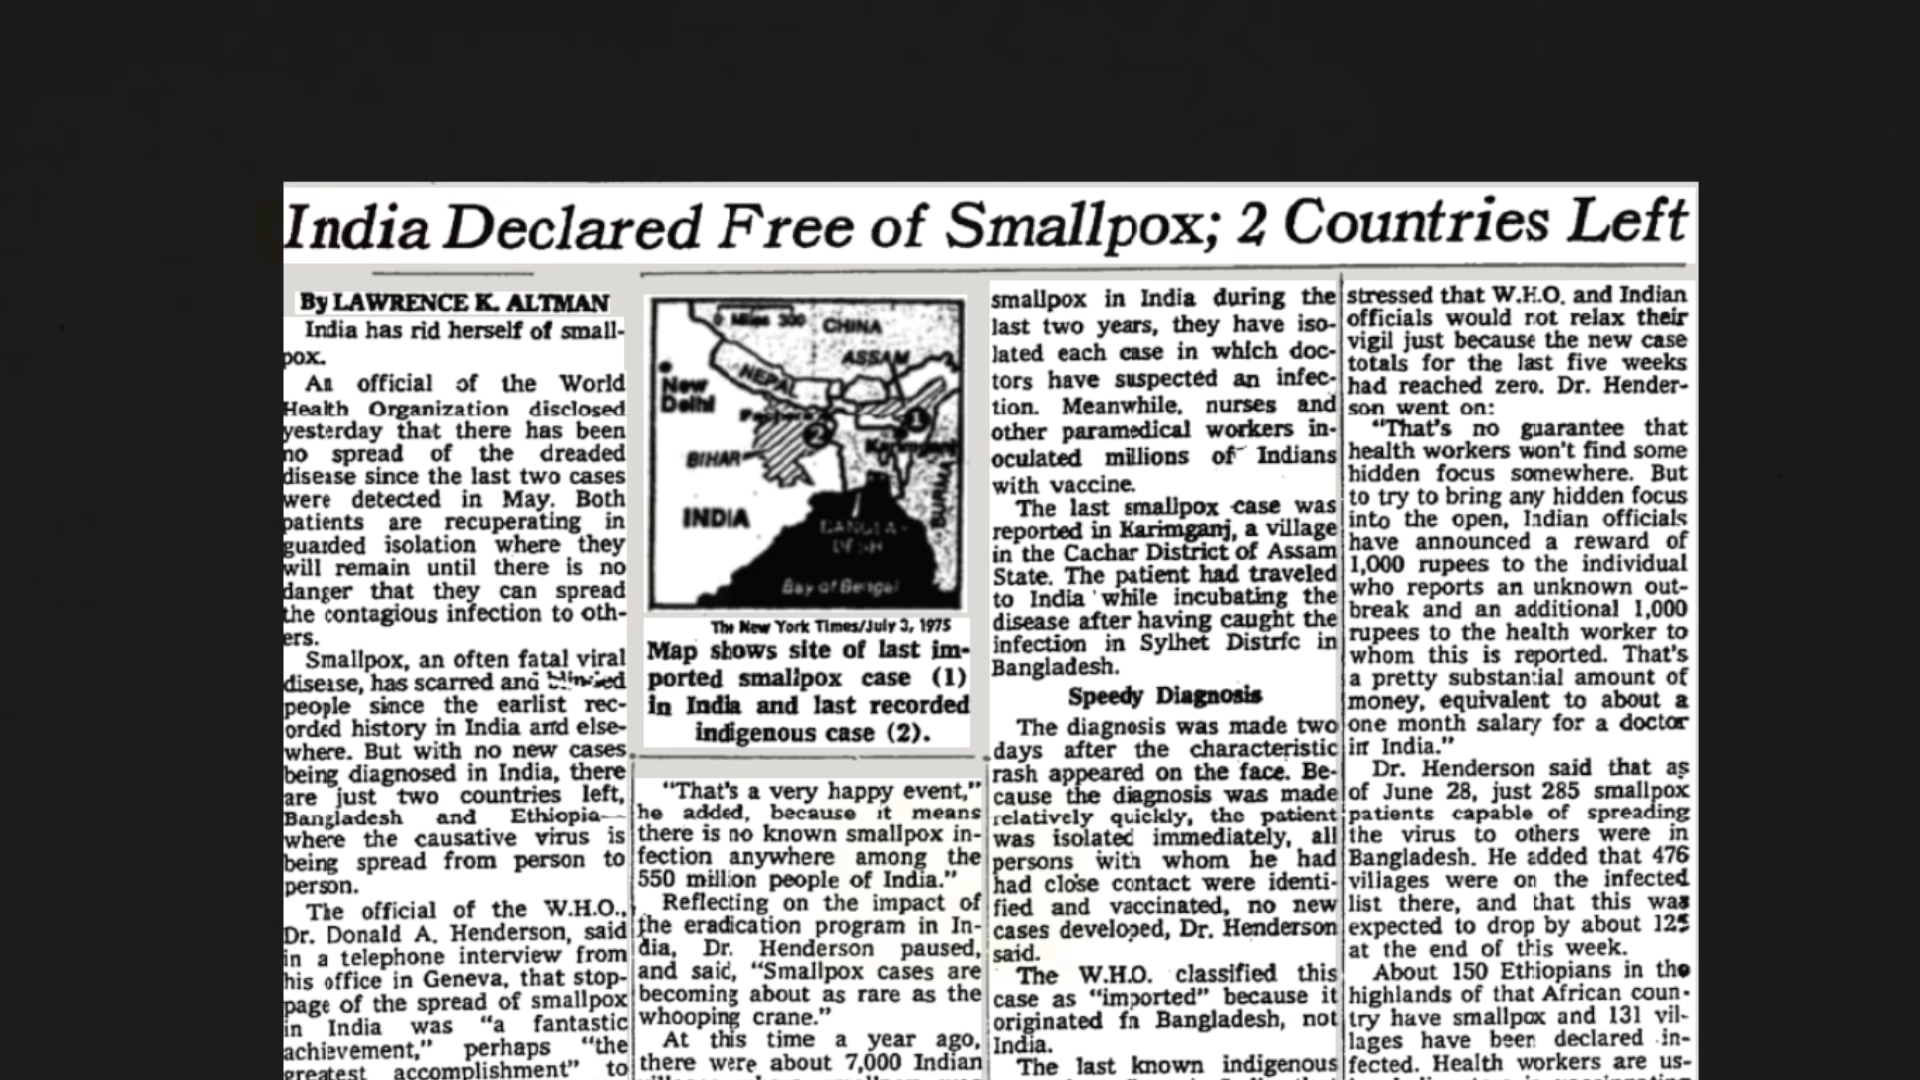 India Declared Free of Smallpox; 2 Countries Left
By LAWRENCE K. ALTMAN
India has rid herself of small-
pox.
An official of the World
Health Organization disclosed
yesterday that there has been
no spread of the dreaded
disease since the last two cases
were detected in May. Both
patients are recuperating in
guarded isolation where they
will remain until there is no
danger that they can spread
the contagious infection to oth-
ers.
Smallpox, an often fatal viral
disease, has scarred and blinded
people since the earlist rec-
orded history in India and else-
where. But with no new cases
being diagnosed in India, there
are just two countries left,
Bangladesh and Ethiopia—
where the causative virus is
being spread from person to
person.
The official of the W.H.O.,
Dr. Donald A. Henderson, said
in a telephone interview from
his office in Geneva, that stop-
page of the spread of smallpox
in India was "a fantastic
achievement," perhaps "the
greatest accomplishment" to
0 Miles 300
CHINA
ASSAM
New
Delhi
NEPAL
1
2
Karimganj
BIHAR
BURMA
INDIA
BANGLA-
DESH
Bay of Bengal
The New York Times/July 3, 1975
Map shows site of last im-
ported smallpox case (1)
in India and last recorded
indigenous case (2).
"That's a very happy event,"
he added, because it means
there is no known smallpox in-
fection anywhere among the
550 million people of India."
Reflecting on the impact of
the eradication program in In-
dia, Dr. Henderson paused,
and said, "Smallpox cases are
becoming about as rare as the
whooping crane."
At this time a year ago,
there were about 7,000 Indian
smallpox in India during the
last two years, they have iso-
lated each case in which doc-
tors have suspected an infec-
tion. Meanwhile, nurses and
other paramedical workers in-
oculated millions of Indians
with vaccine.
The last smallpox case was
reported in Karimganj, a village
in the Cachar District of Assam
State. The patient had traveled
to India while incubating the
disease after having caught the
infection in Sylhet Distric in
Bangladesh.
Speedy Diagnosis
The diagnosis was made two
days after the characteristic
rash appeared on the face. Be-
cause the diagnosis was made
relatively quickly, the patient
was isolated immediately, all
persons with whom he had
had close contact were identi-
fied and vaccinated, no new
cases developed, Dr. Henderson
said.
The W.H.O. classified this
case as "imported" because it
originated in Bangladesh, not
India.
The last known indigenous
stressed that W.H.O. and Indian
officials would not relax their
vigil just because the new case
totals for the last five weeks
had reached zero. Dr. Hender-
son went on:
"That's no guarantee that
health workers won't find some
hidden focus somewhere. But
to try to bring any hidden focus
into the open, Indian officials
have announced a reward of
1,000 rupees to the individual
who reports an unknown out-
break and an additional 1,000
rupees to the health worker to
whom this is reported. That's
a pretty substantial amount of
money, equivalent to about a
one month salary for a doctor
in India."
Dr. Henderson said that as
of June 28, just 285 smallpox
patients capable of spreading
the virus to others were in
Bangladesh. He added that 476
villages were on the infected
list there, and that this was
expected to drop by about 125
at the end of this week.
About 150 Ethiopians in the
highlands of that African coun-
try have smallpox and 131 vil-
lages have been declared in-
fected. Health workers are us-